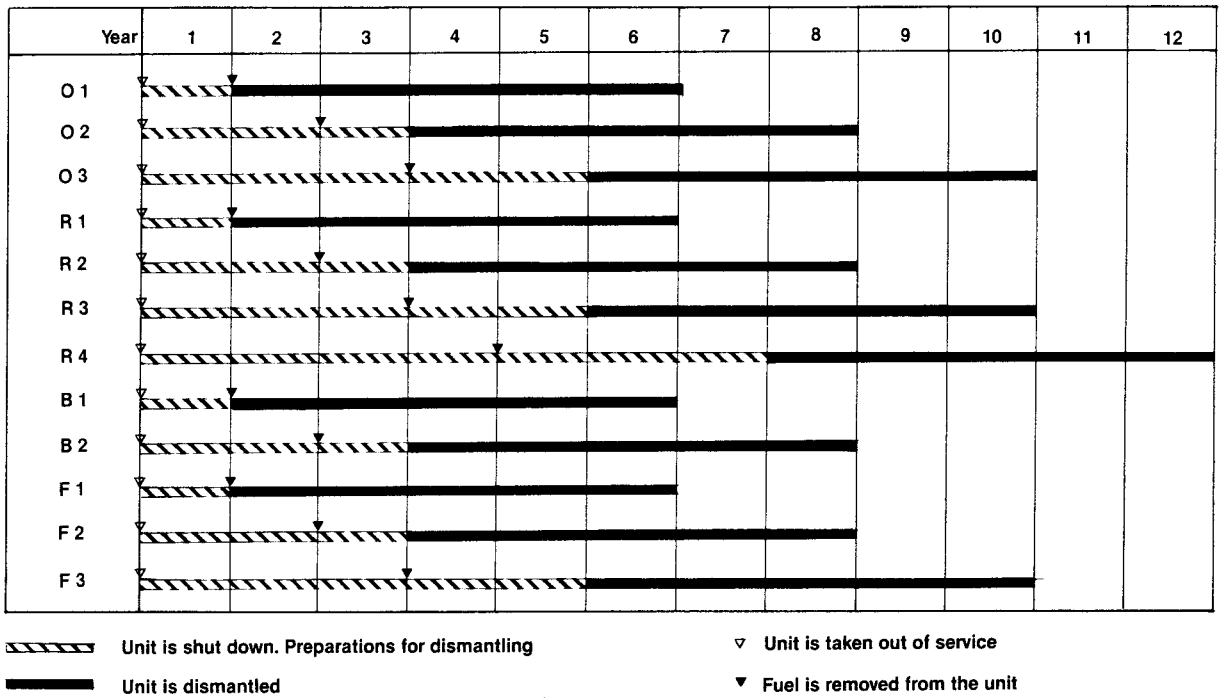 Year 1 2 3 4 5 6 7 8 9 10 11 12
O 1
O 2
O 3
R 1
R 2
R 3
R 4
B 1
B 2
F 1
F 2
F 3
Unit is shut down. Preparations for dismantling
Unit is taken out of service
Unit is dismantled
Fuel is removed from the unit